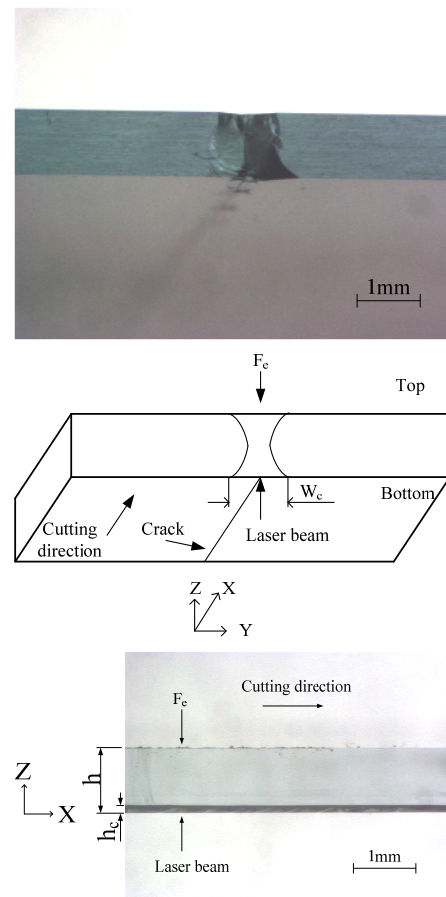 1mm
Fe
Top
Wc
Bottom
Cutting
direction
Crack
Laser beam
Z
X
Y
Cutting direction
Fe
Z
h
X
hc
Laser beam
1mm